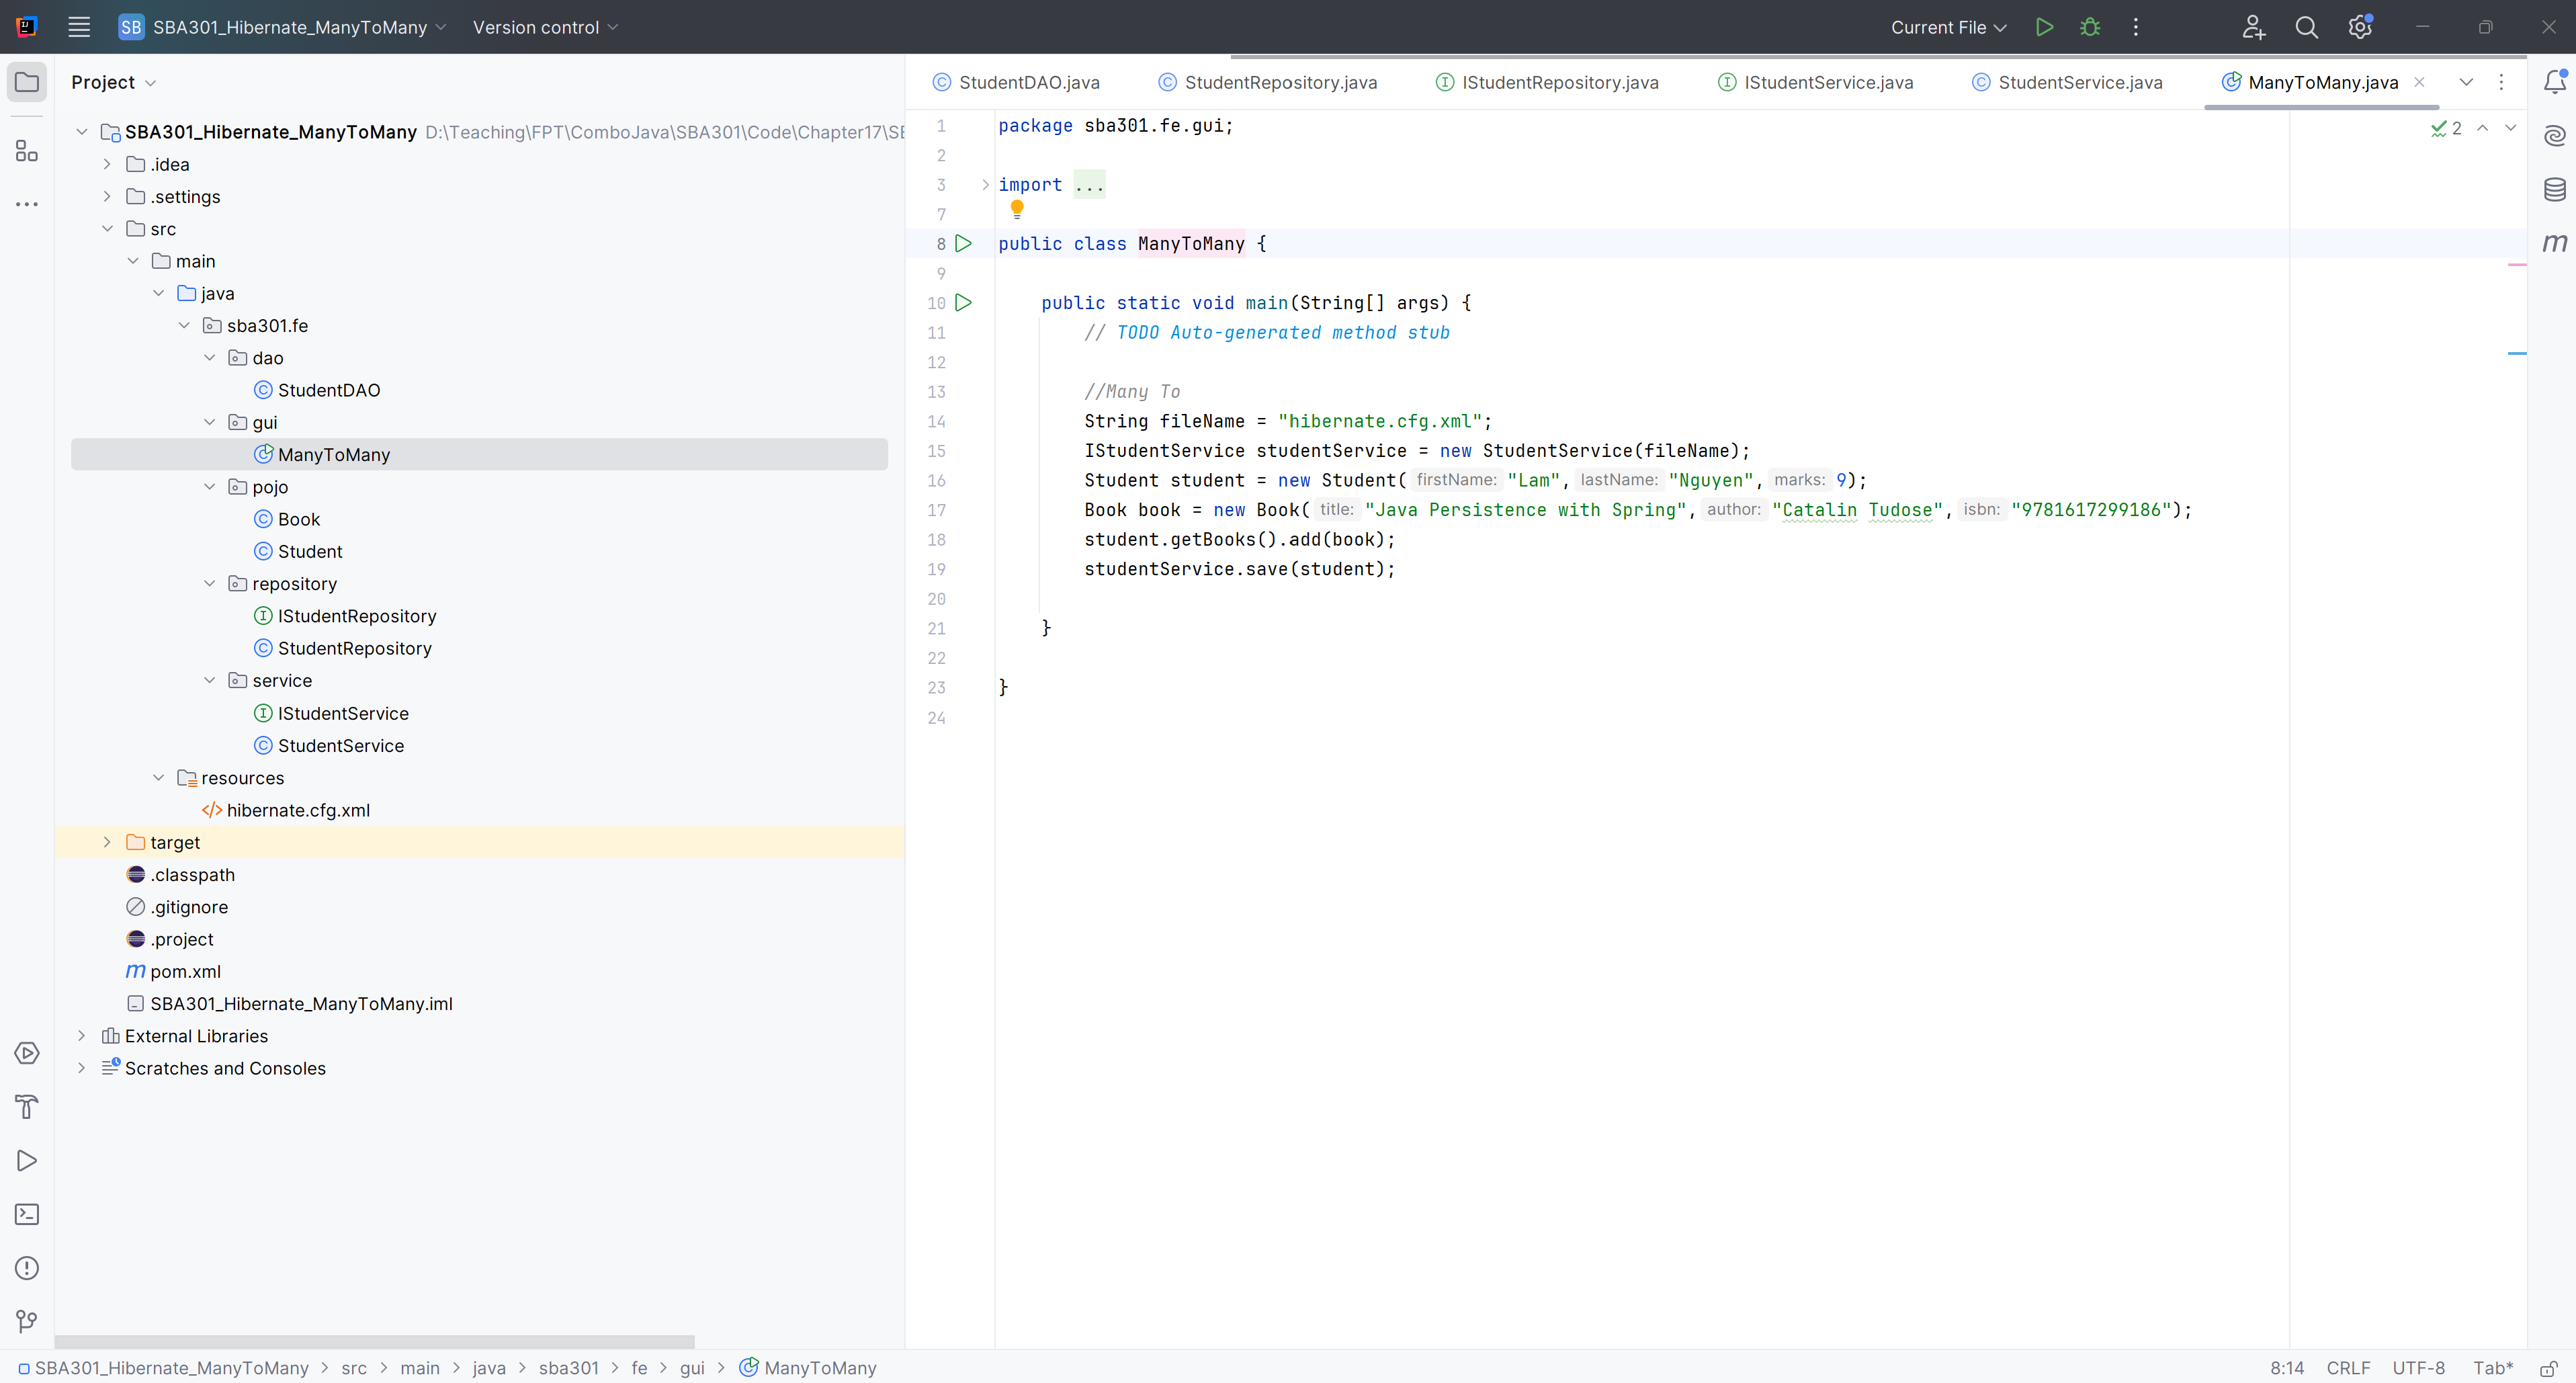 SB SBA301_Hibernate_ManyToMany Version control Current File
Project
SBA301_Hibernate_ManyToMany D:\Teaching\FPT\ComboJava\SBA301\Code\Chapter17\SE
.idea
.settings
src
main
java
sba301.fe
dao
StudentDAO
gui
ManyToMany
pojo
Book
Student
repository
IStudentRepository
StudentRepository
service
IStudentService
StudentService
resources
hibernate.cfg.xml
target
.classpath
.gitignore
.project
pom.xml
SBA301_Hibernate_ManyToMany.iml
External Libraries
Scratches and Consoles
StudentDAO.java StudentRepository.java IStudentRepository.java IStudentService.java StudentService.java ManyToMany.java
2
1 package sba301.fe.gui;
2
3 import ...
7
8 public class ManyToMany {
9
10 public static void main(String[] args) {
11 // TODO Auto-generated method stub
12
13 //Many To
14 String fileName = "hibernate.cfg.xml";
15 IStudentService studentService = new StudentService(fileName);
16 Student student = new Student( firstName: "Lam", lastName: "Nguyen", marks: 9);
17 Book book = new Book( title: "Java Persistence with Spring", author: "Catalin Tudose", isbn: "9781617299186");
18 student.getBooks().add(book);
19 studentService.save(student);
20
21 }
22
23 }
24
SBA301_Hibernate_ManyToMany > src > main > java > sba301 > fe > gui > ManyToMany 8:14 CRLF UTF-8 Tab*